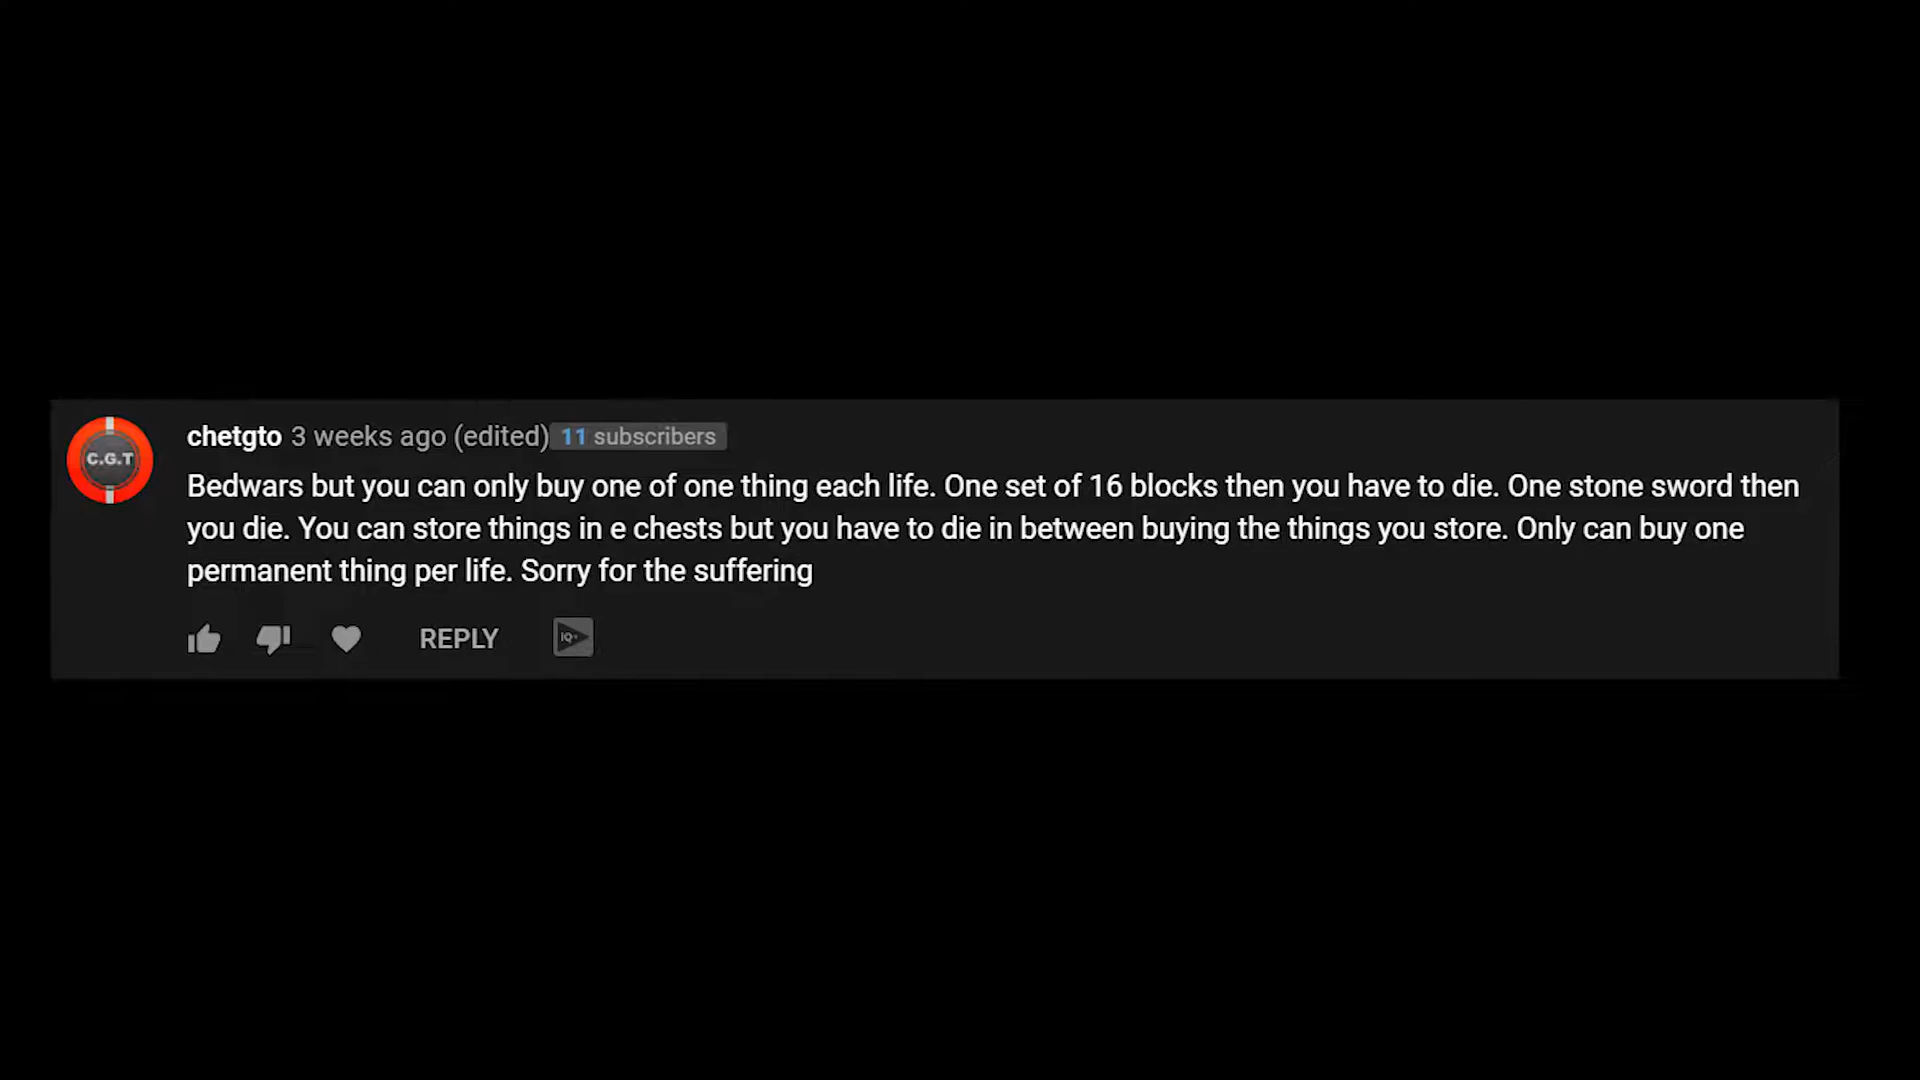 C.G.T
chetgto 3 weeks ago (edited) 11 subscribers
Bedwars but you can only buy one of one thing each life. One set of 16 blocks then you have to die. One stone sword then
you die. You can store things in e chests but you have to die in between buying the things you store. Only can buy one
permanent thing per life. Sorry for the suffering
REPLY IQ+